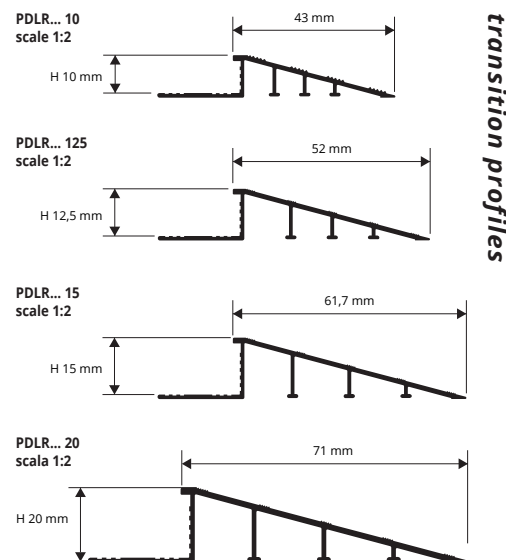 PDLR... 10
scale 1:2
43 mm
H 10 mm
PDLR... 125
scale 1:2
52 mm
H 12,5 mm
PDLR... 15
scale 1:2
61,7 mm
H 15 mm
PDLR... 20
scala 1:2
71 mm
H 20 mm
transition profiles